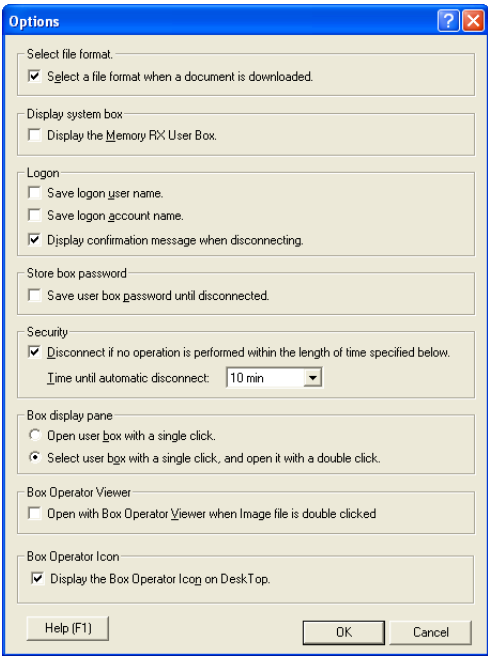 Options
Select file format.
Select a file format when a document is downloaded.
Display system box
Display the Memory RX User Box.
Logon
Save logon user name.
Save logon account name.
Display confirmation message when disconnecting.
Store box password
Save user box password until disconnected.
Security
Disconnect if no operation is performed within the length of time specified below.
Time until automatic disconnect: 10 min
Box display pane
Open user box with a single click.
Select user box with a single click, and open it with a double click.
Box Operator Viewer
Open with Box Operator Viewer when Image file is double clicked
Box Operator Icon
Display the Box Operator Icon on DeskTop.
Help (F1) OK Cancel